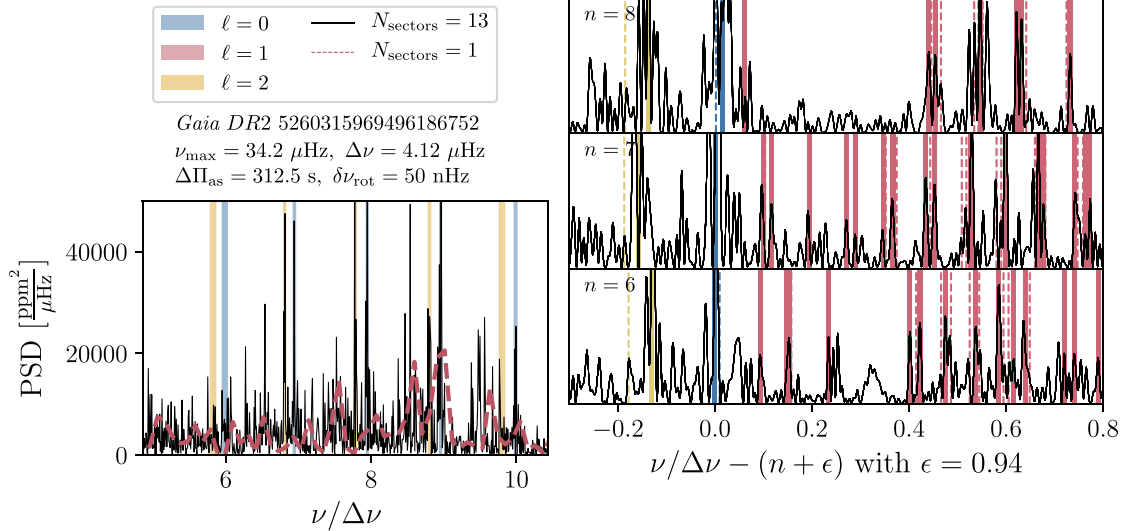 ℓ = 0
ℓ = 1
ℓ = 2
N_sectors = 13
N_sectors = 1
Gaia DR2 5260315969496186752
ν_max = 34.2 μHz, Δν = 4.12 μHz
ΔΠ_as = 312.5 s, δν_rot = 50 nHz
PSD [ppm²/μHz]
40000
20000
0
6 8 10
ν/Δν
n = 8
n = 7
n = 6
−0.2 0.0 0.2 0.4 0.6 0.8
ν/Δν − (n + ϵ) with ϵ = 0.94